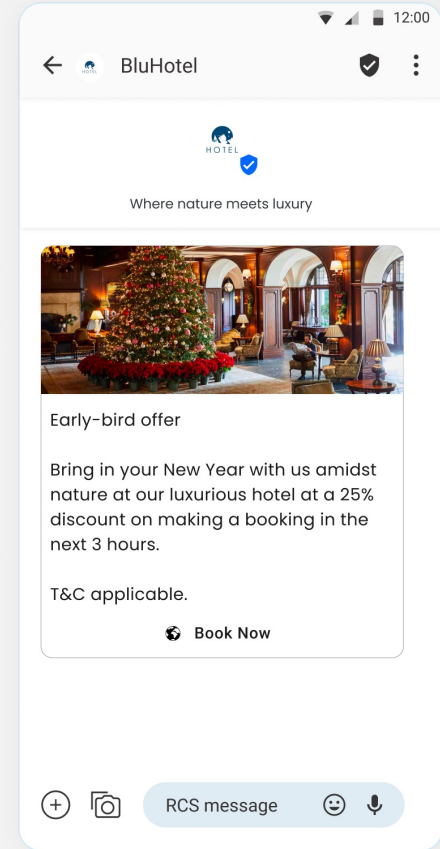 12:00
HOTEL
BluHotel
HOTEL
Where nature meets luxury
Early-bird offer
Bring in your New Year with us amidst
nature at our luxurious hotel at a 25%
discount on making a booking in the
next 3 hours.
T&C applicable.
Book Now
RCS message